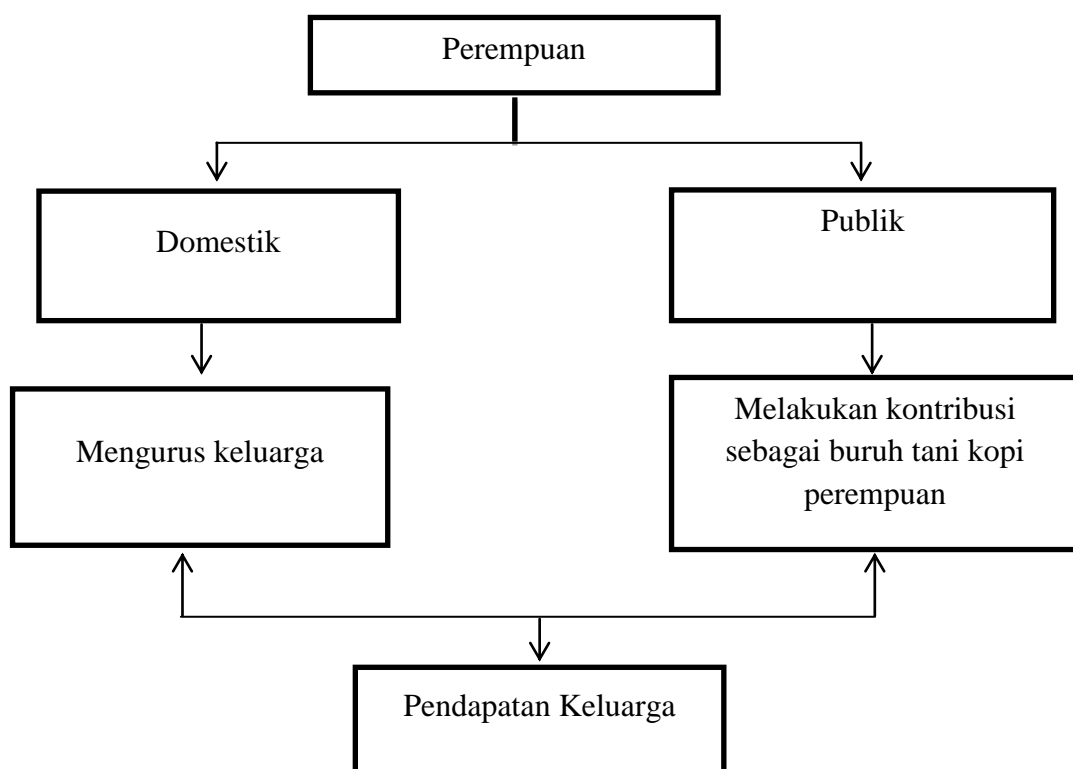 Perempuan
Domestik
Publik
Mengurus keluarga
Melakukan kontribusi
sebagai buruh tani kopi
perempuan
Pendapatan Keluarga